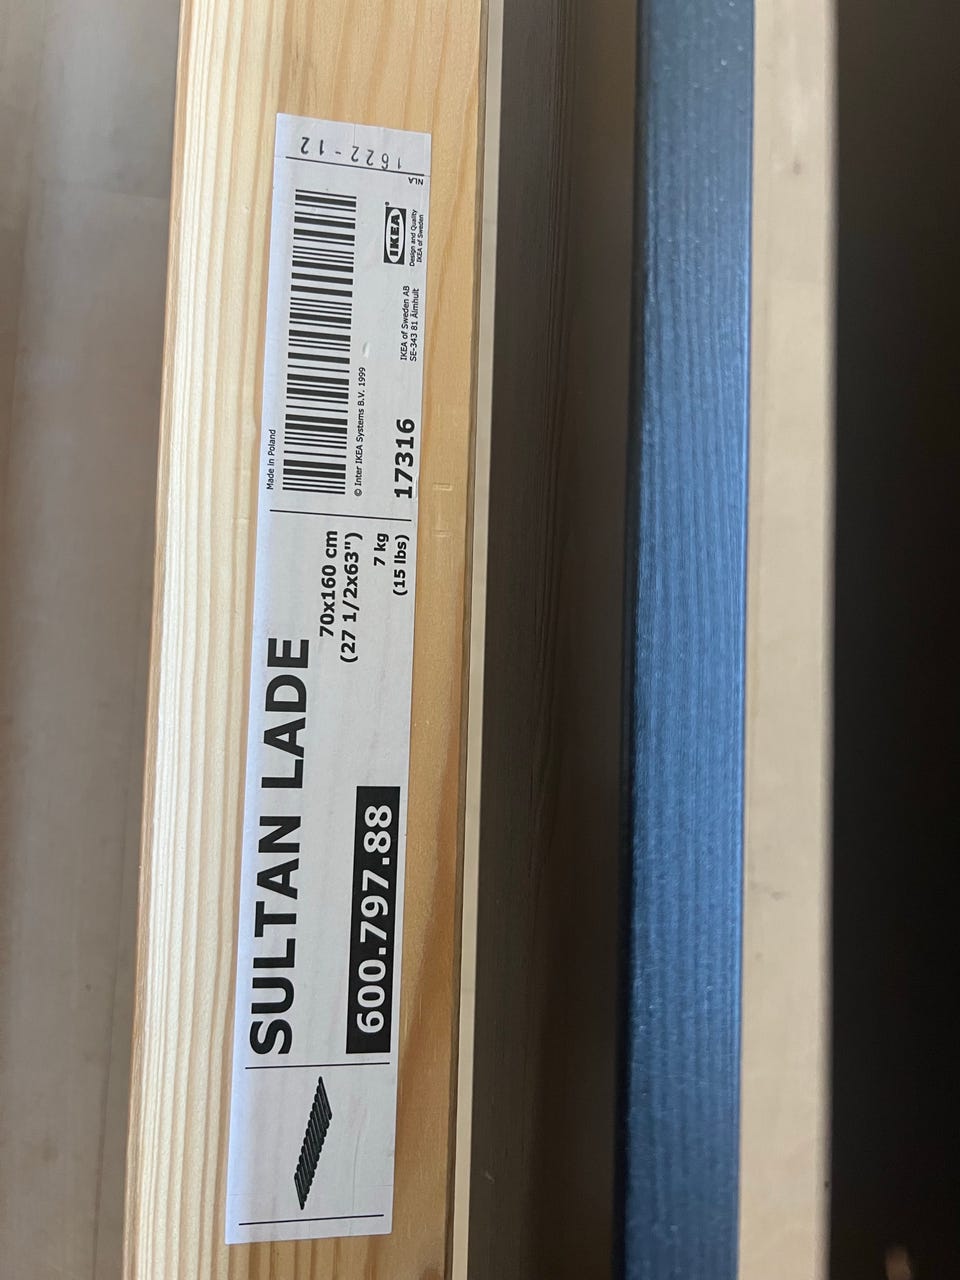 SULTAN LADE
70x160 cm
(27 1/2x63")
600.797.88
7 kg
(15 lbs)
Made in Poland
© Inter IKEA Systems B.V. 1999
17316
IKEA of Sweden AB
SE-343 81 Älmhult
IKEA®
Design and Quality
IKEA of Sweden
NLA
1622-12